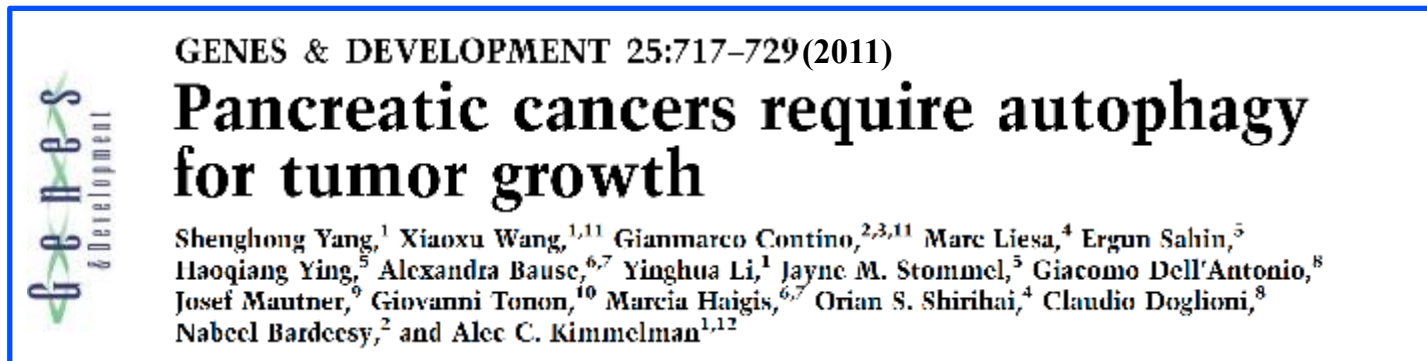 Genes
& Development
GENES & DEVELOPMENT 25:717–729(2011)
Pancreatic cancers require autophagy
for tumor growth
Shenghong Yang,1 Xiaoxu Wang,1,11 Gianmarco Contino,2,3,11 Marc Liesa,4 Ergun Sahin,5
Haoqiang Ying,5 Alexandra Bause,6,7 Yinghua Li,1 Jayne M. Stommel,5 Giacomo Dell'Antonio,8
Josef Mautner,9 Giovanni Tonon,10 Marcia Haigis,6,7 Orian S. Shirihai,4 Claudio Doglioni,8
Nabeel Bardeesy,2 and Alec C. Kimmelman1,12